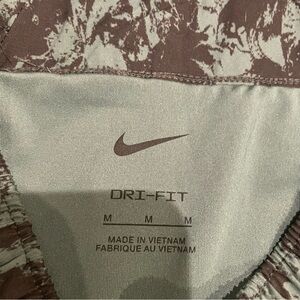 DRI-FIT
M M M
MADE IN VIETNAM
FABRIQUÉ AU VIETNAM